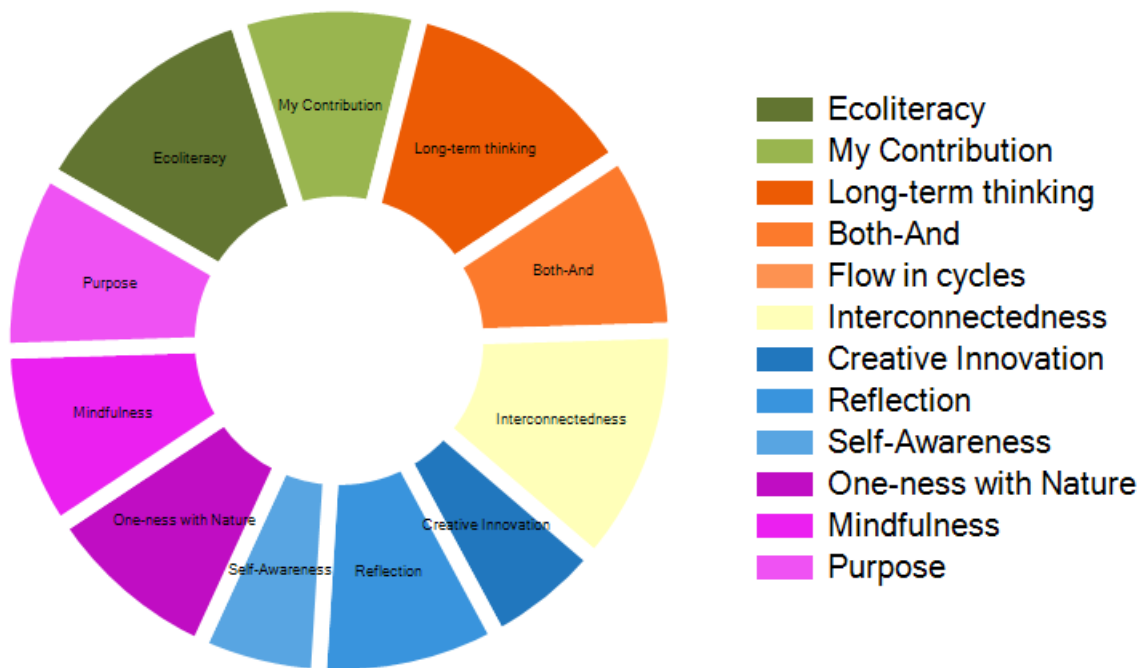 My Contribution
Long-term thinking
Ecoliteracy
Both-And
Purpose
Mindfulness
Interconnectedness
One-ness with Nature
Creative Innovation
Self-Awareness
Reflection
Ecoliteracy
My Contribution
Long-term thinking
Both-And
Flow in cycles
Interconnectedness
Creative Innovation
Reflection
Self-Awareness
One-ness with Nature
Mindfulness
Purpose